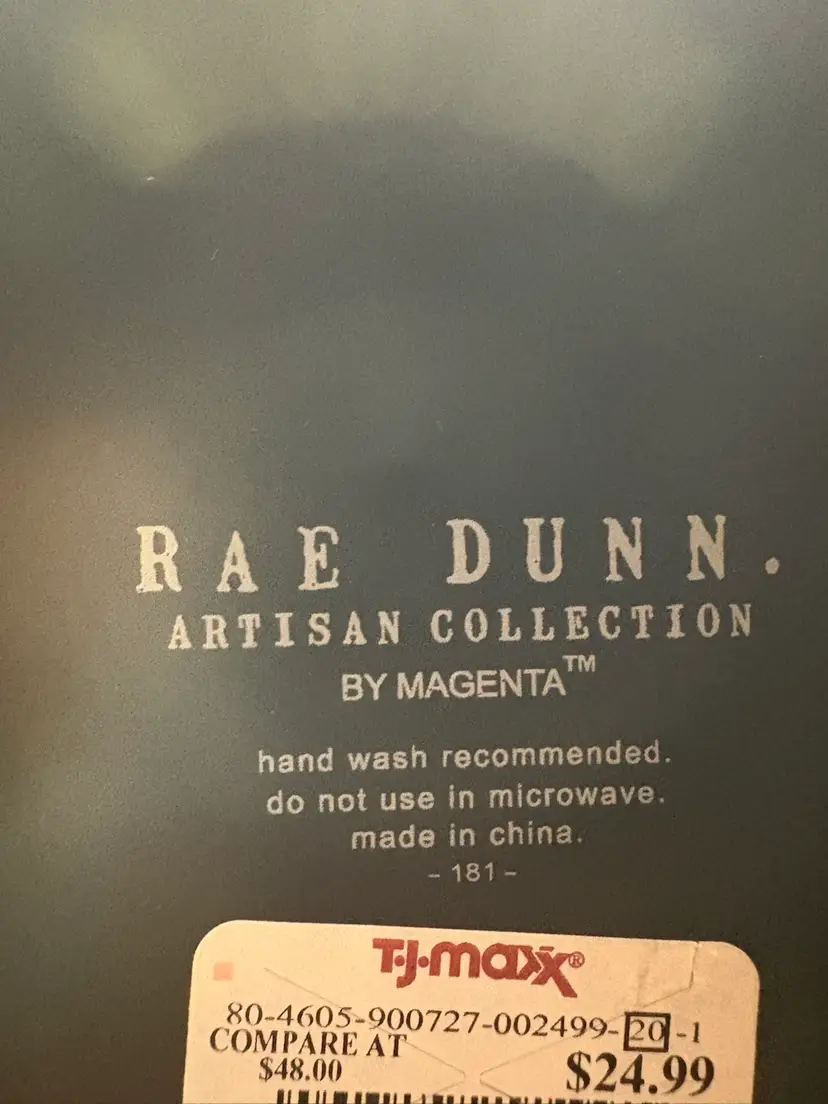 RAE DUNN.
ARTISAN COLLECTION
BY MAGENTA™
hand wash recommended.
do not use in microwave.
made in china.
- 181 -
T·J·maxx®
80-4605-900727-002499-20-1
COMPARE AT
$48.00
$24.99